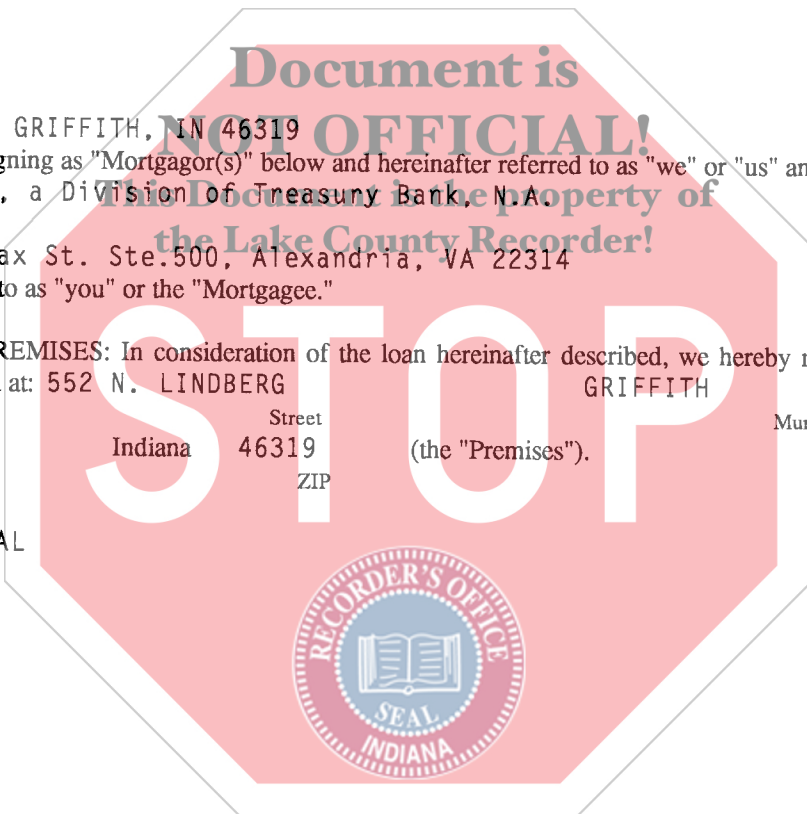 Document is
GRIFFITH, IN 46319
NOT OFFICIAL!
gning as "Mortgagor(s)" below and hereinafter referred to as "we" or "us" an
, a Division of Treasury Bank, N.A.
This Document is the property of
the Lake County Recorder!
ax St. Ste.500, Alexandria, VA 22314
to as "you" or the "Mortgagee."
REMISES: In consideration of the loan hereinafter described, we hereby
at: 552 N. LINDBERG GRIFFITH
Street Mun
Indiana 46319 (the "Premises").
ZIP
STOP
AL
RECORDER'S OFFICE
SEAL
INDIANA